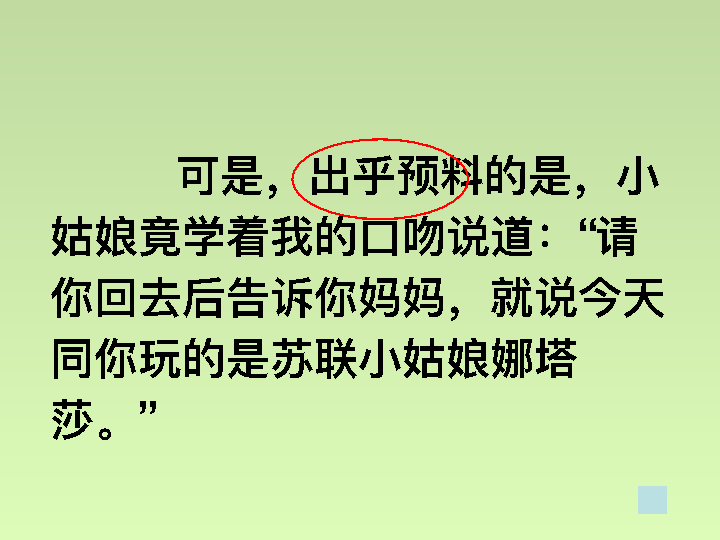 可是，出乎预料的是，小
姑娘竟学着我的口吻说道：“请
你回去后告诉你妈妈，就说今天
同你玩的是苏联小姑娘娜塔
莎。”